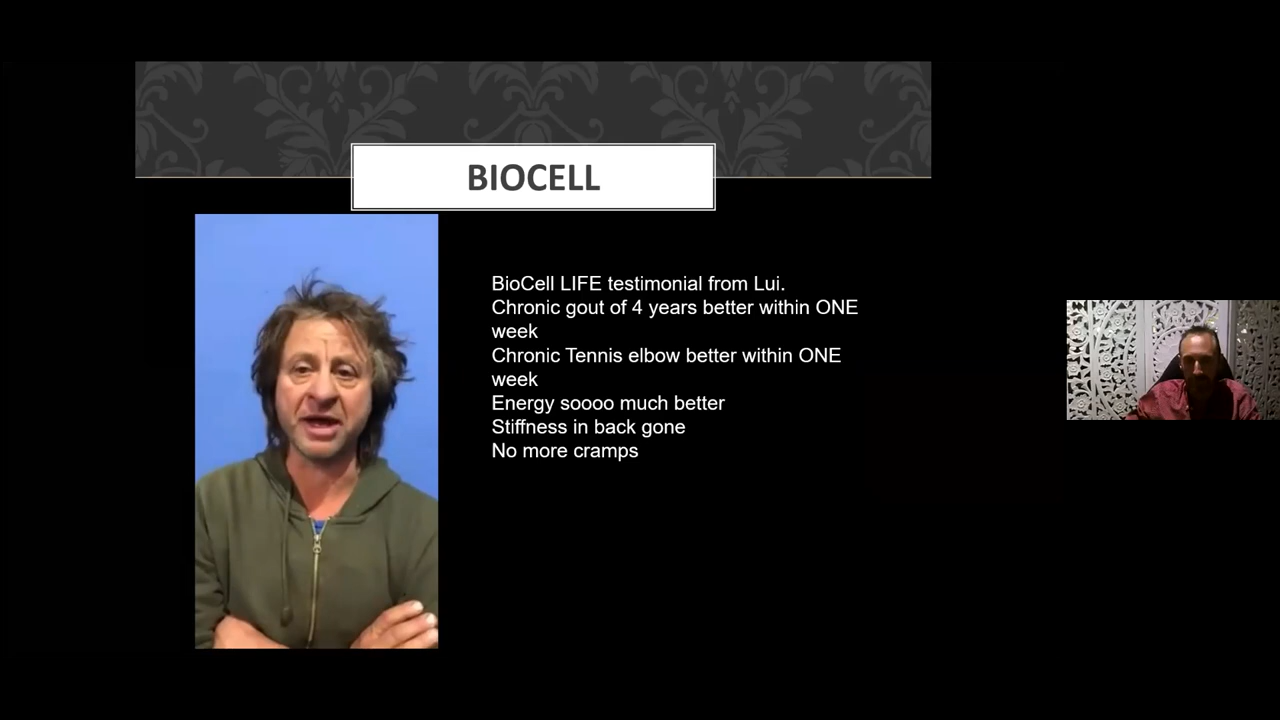 BIOCELL
BioCell LIFE testimonial from Lui.
Chronic gout of 4 years better within ONE
week
Chronic Tennis elbow better within ONE
week
Energy soooo much better
Stiffness in back gone
No more cramps